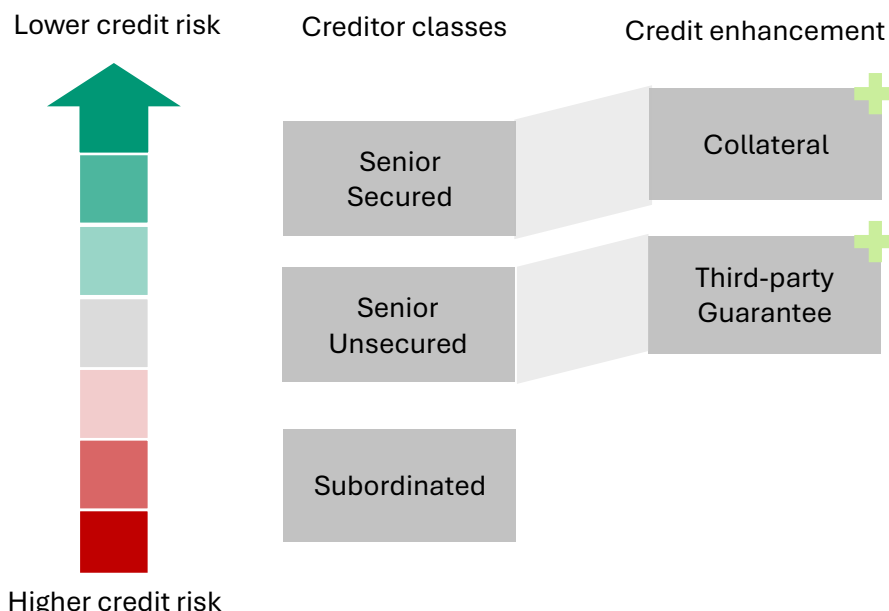 Lower credit risk
Creditor classes
Credit enhancement
Senior
Secured
Collateral
Senior
Unsecured
Third-party
Guarantee
Subordinated
Higher credit risk